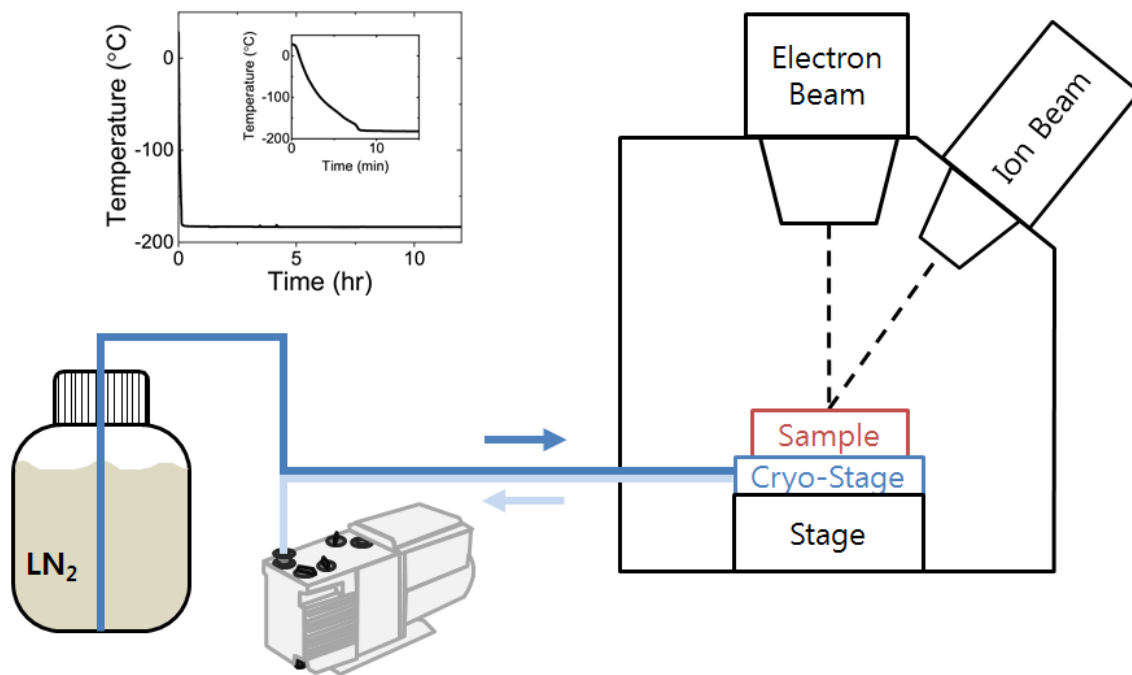 Temperature (°C)
0
-100
-200
0
5
10
Time (hr)
Temperature (°C)
0
-100
-200
0
10
Time (min)
Electron
Beam
Ion Beam
Sample
Cryo-Stage
Stage
LN₂